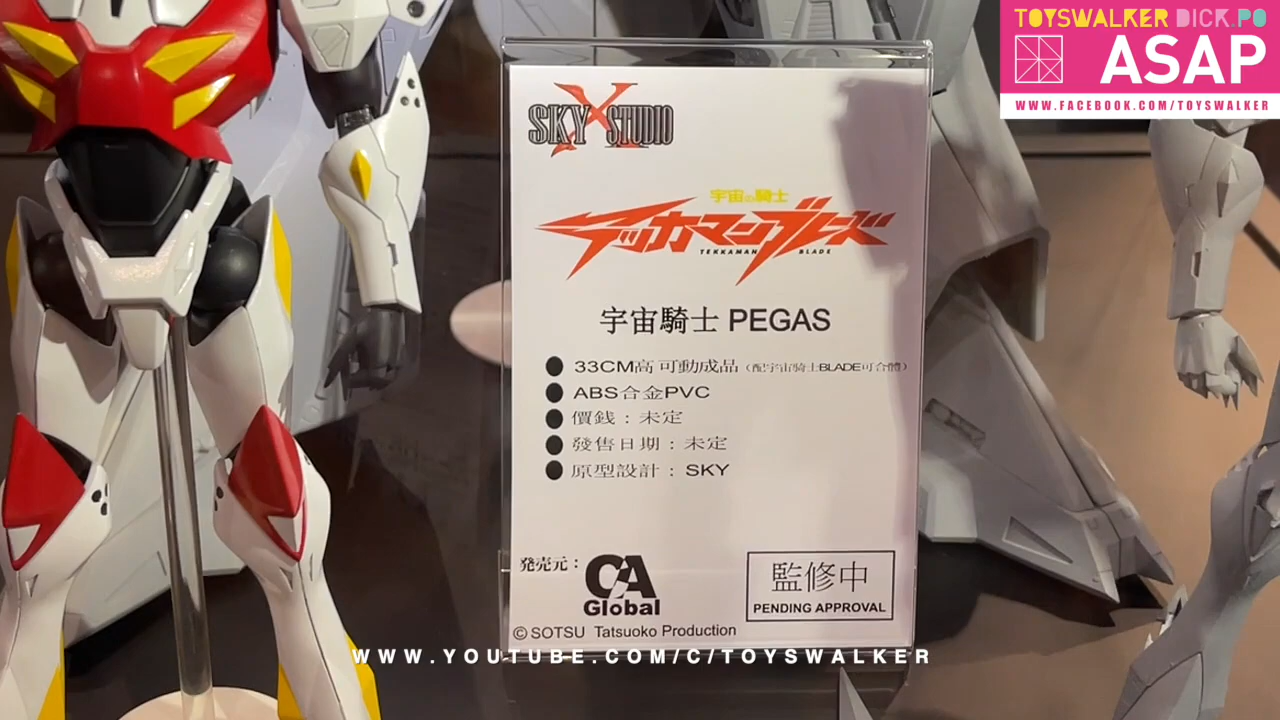 TOYSWALKER DICK.PO
ASAP
WWW.FACEBOOK.COM/TOYSWALKER
SKY X STUDIO
宇宙の騎士
テッカマンブレード
TEKKAMAN BLADE
宇宙騎士 PEGAS
● 33CM高 可動成品（配宇宙騎士BLADE可合體）
● ABS合金PVC
● 價錢：未定
● 發售日期：未定
● 原型設計：SKY
発売元：CA Global
監修中
PENDING APPROVAL
© SOTSU Tatsuoko Production
WWW.YOUTUBE.COM/C/TOYSWALKER